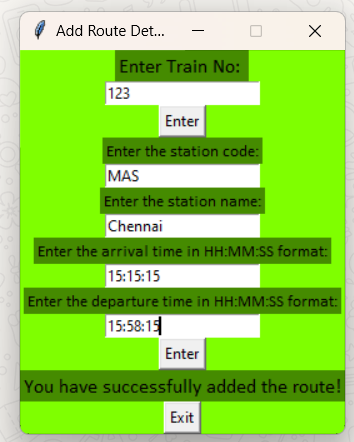 Add Route Det...
Enter Train No:
123
Enter
Enter the station code:
MAS
Enter the station name:
Chennai
Enter the arrival time in HH:MM:SS format:
15:15:15
Enter the departure time in HH:MM:SS format:
15:58:15
Enter
You have successfully added the route!
Exit